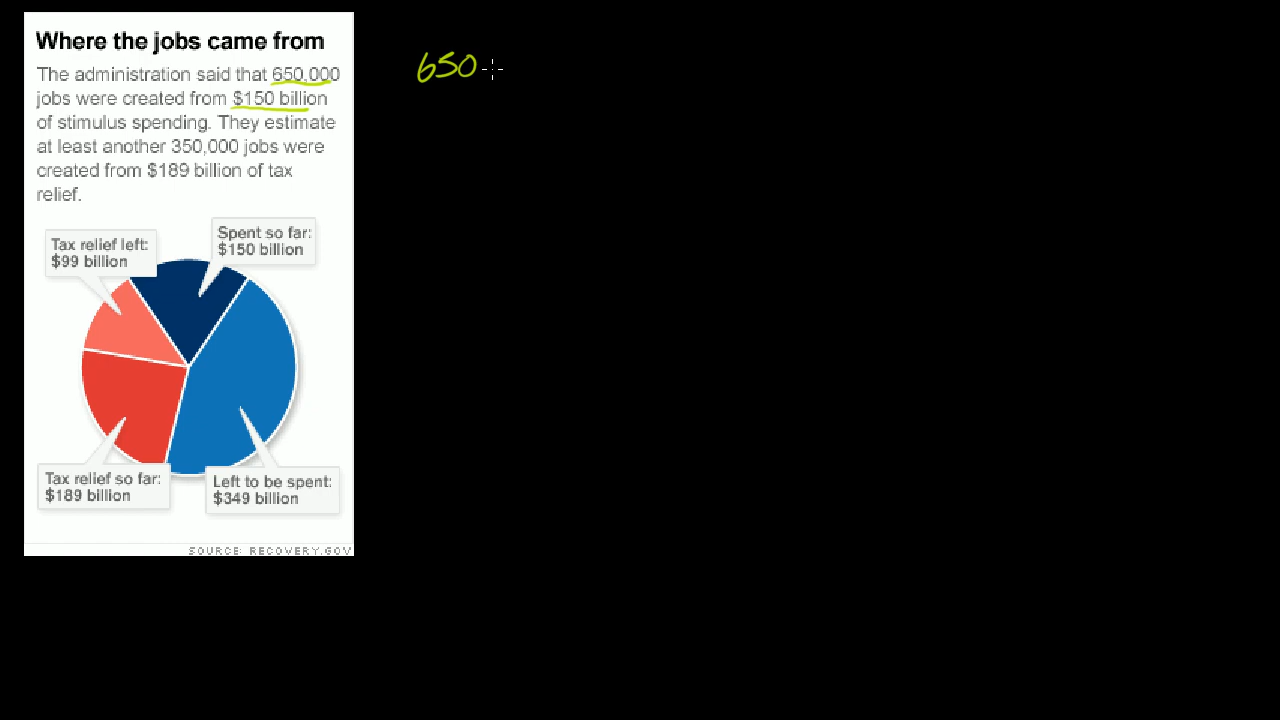 Where the jobs came from
The administration said that 650,000
jobs were created from $150 billion
of stimulus spending. They estimate
at least another 350,000 jobs were
created from $189 billion of tax
relief.
650
Spent so far:
$150 billion
Tax relief left:
$99 billion
Tax relief so far:
$189 billion
Left to be spent:
$349 billion
SOURCE: RECOVERY.GOV